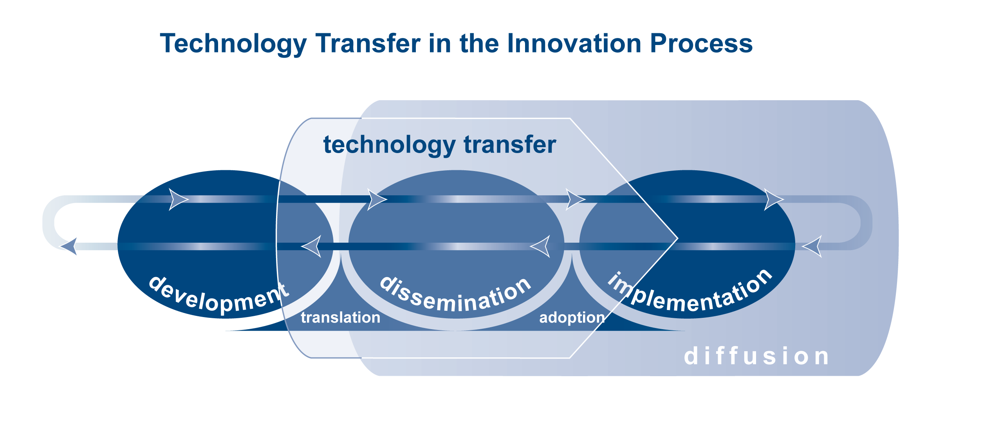 Technology Transfer in the Innovation Process
technology transfer
development
dissemination
implementation
translation
adoption
diffusion